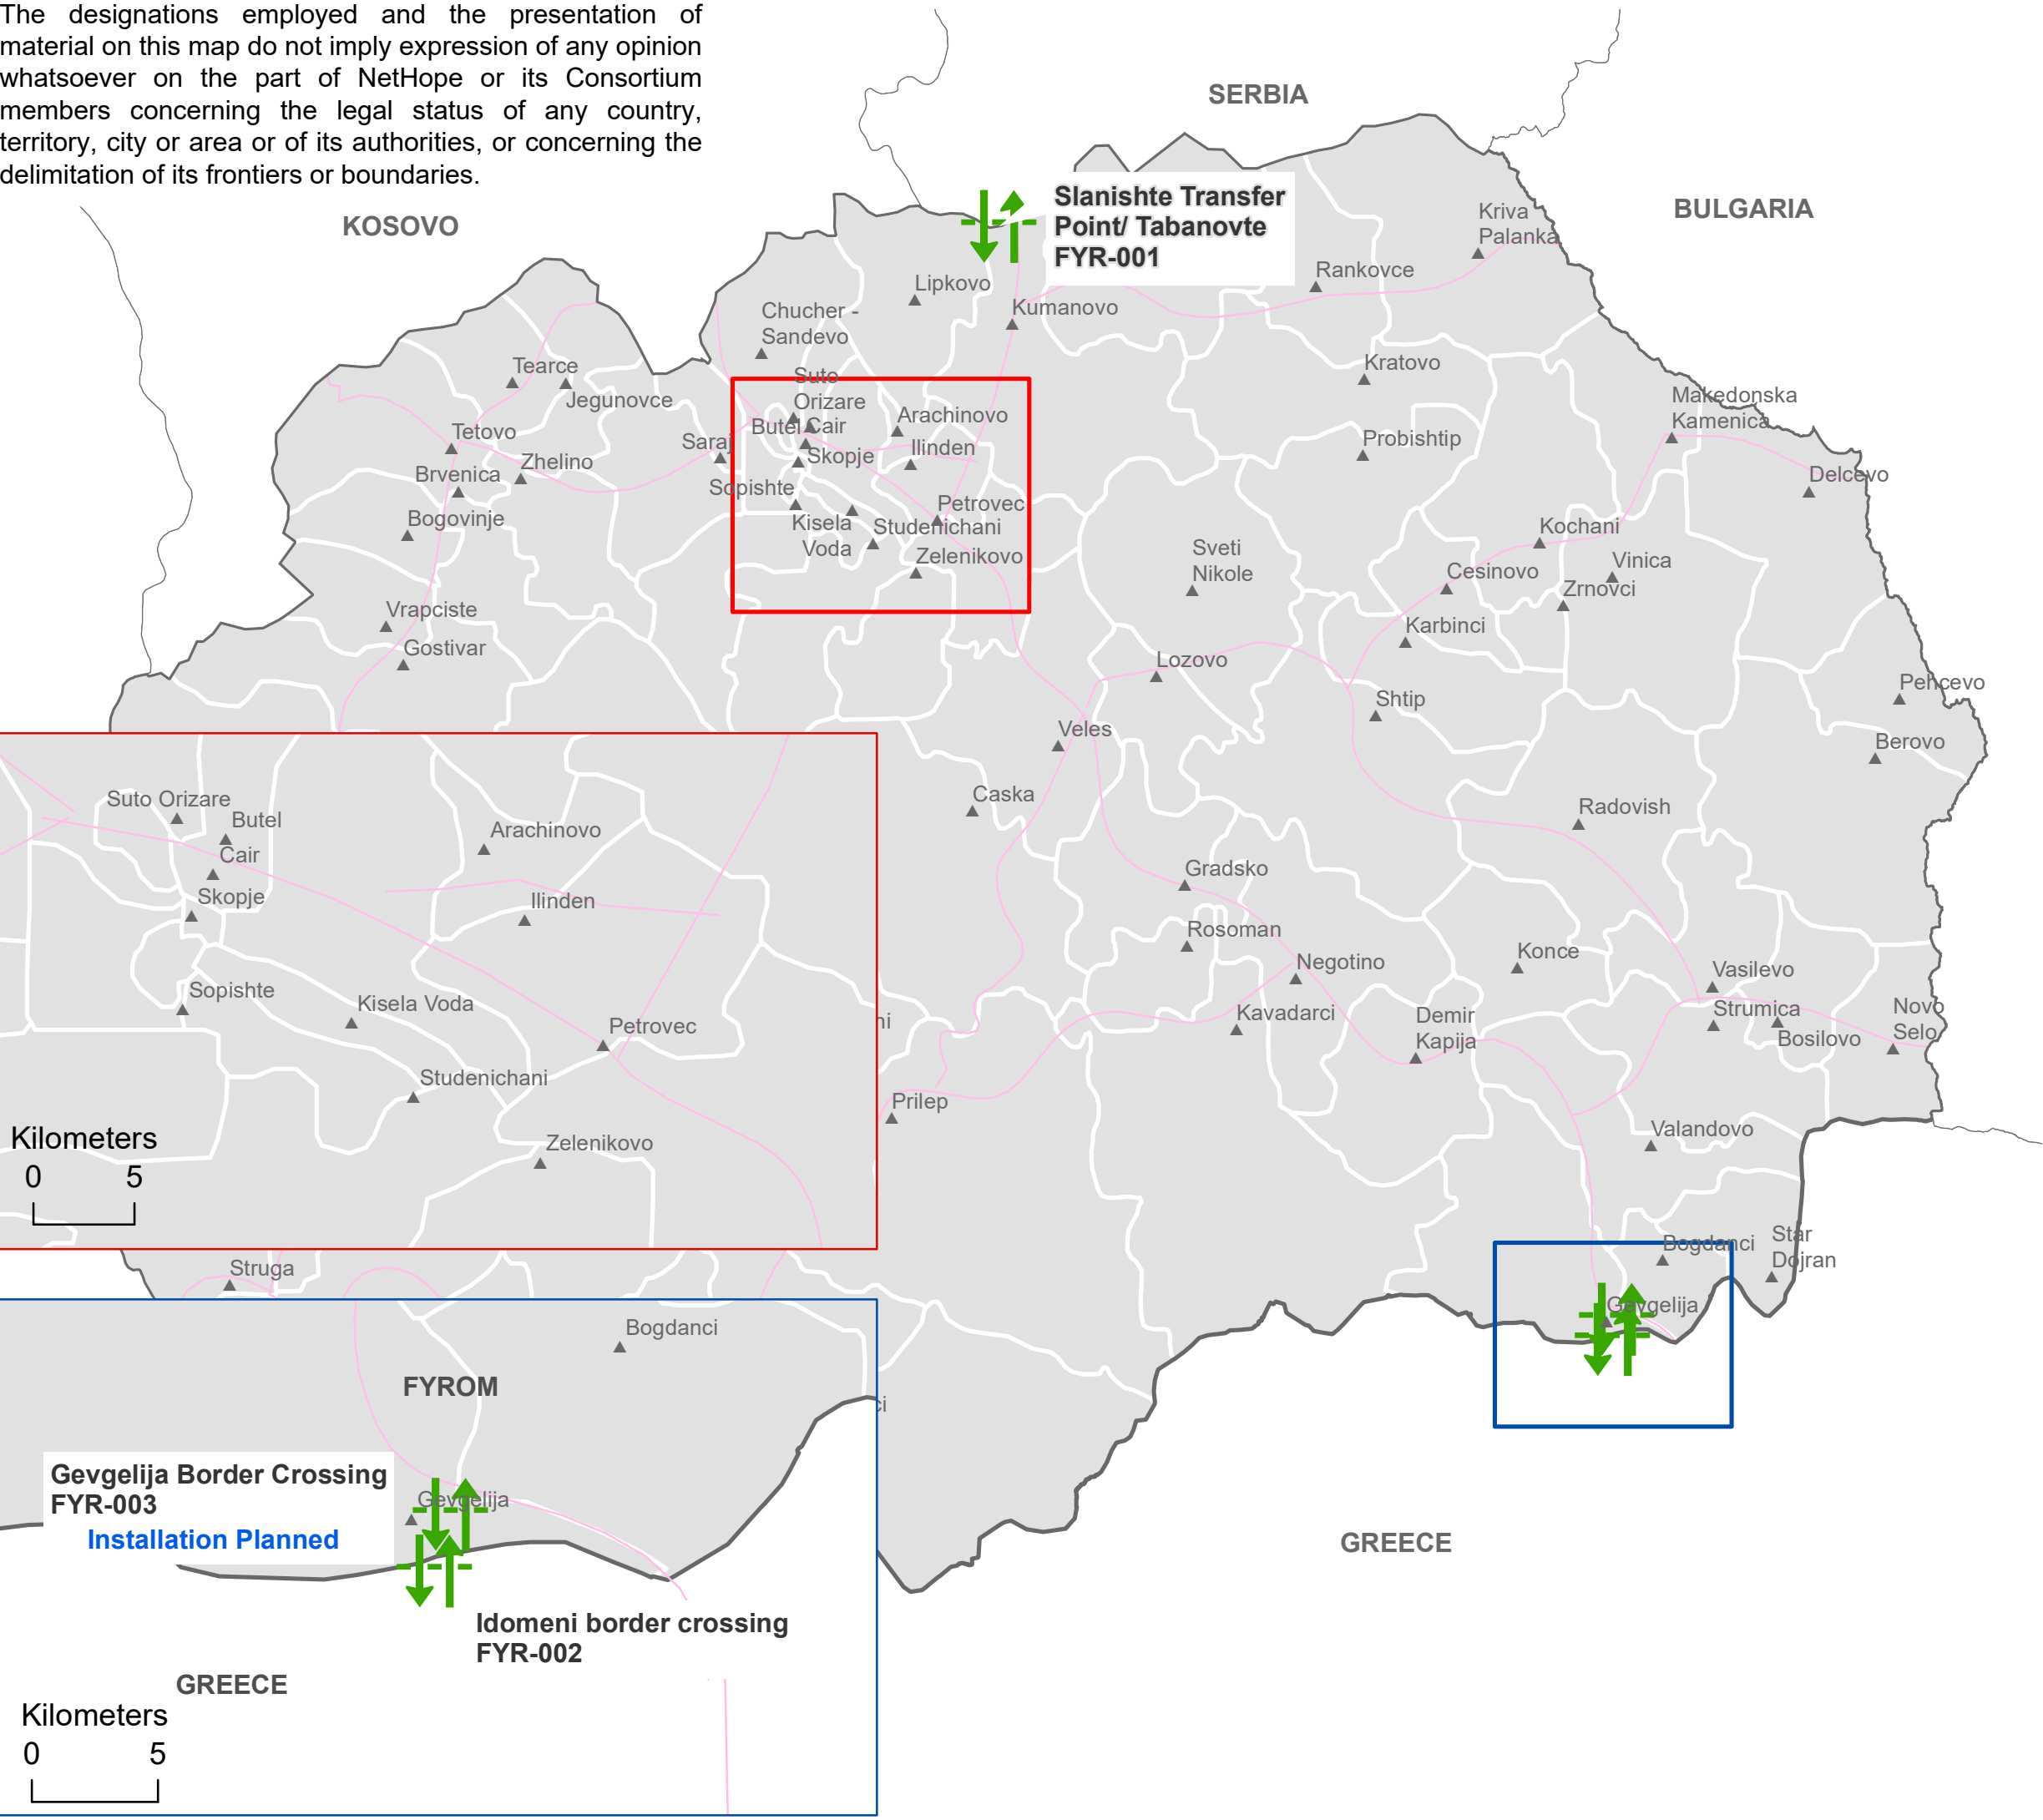 The designations employed and the presentation of
material on this map do not imply expression of any opinion
whatsoever on the part of NetHope or its Consortium
members concerning the legal status of any country,
territory, city or area or of its authorities, or concerning the
delimitation of its frontiers or boundaries.
SERBIA
KOSOVO
BULGARIA
Slanishte Transfer
Point/ Tabanovte
FYR-001
Kriva
Palanka
Rankovce
Lipkovo
Kumanovo
Chucher -
Sandevo
Tearce
Jegunovce
Kratovo
Suto
Orizare
Makedonska
Kamenica
Arachinovo
Butel
Cair
Tetovo
Saraj
Ilinden
Skopje
Probishtip
Zhelino
Brvenica
Delcevo
Sopishte
Petrovec
Bogovinje
Kisela
Voda
Studenichani
Kochani
Zelenikovo
Sveti
Nikole
Vinica
Cesinovo
Zrnovci
Vrapciste
Karbinci
Gostivar
Lozovo
Pehcevo
Shtip
Veles
Berovo
Caska
Radovish
Gradsko
Rosoman
Konce
Negotino
Vasilevo
Kavadarci
Demir
Kapija
Strumica
Bosilovo
Novo
Selo
ni
Prilep
Valandovo
Bogdanci
Star
Dojran
Gevgelija
Suto Orizare
Butel
Cair
Arachinovo
Skopje
Ilinden
Sopishte
Kisela Voda
Petrovec
Studenichani
Zelenikovo
Kilometers
0 5
Struga
Bogdanci
FYROM
ci
Gevgelija Border Crossing
FYR-003
Installation Planned
Gevgelija
Idomeni border crossing
FYR-002
GREECE
Kilometers
0 5
GREECE